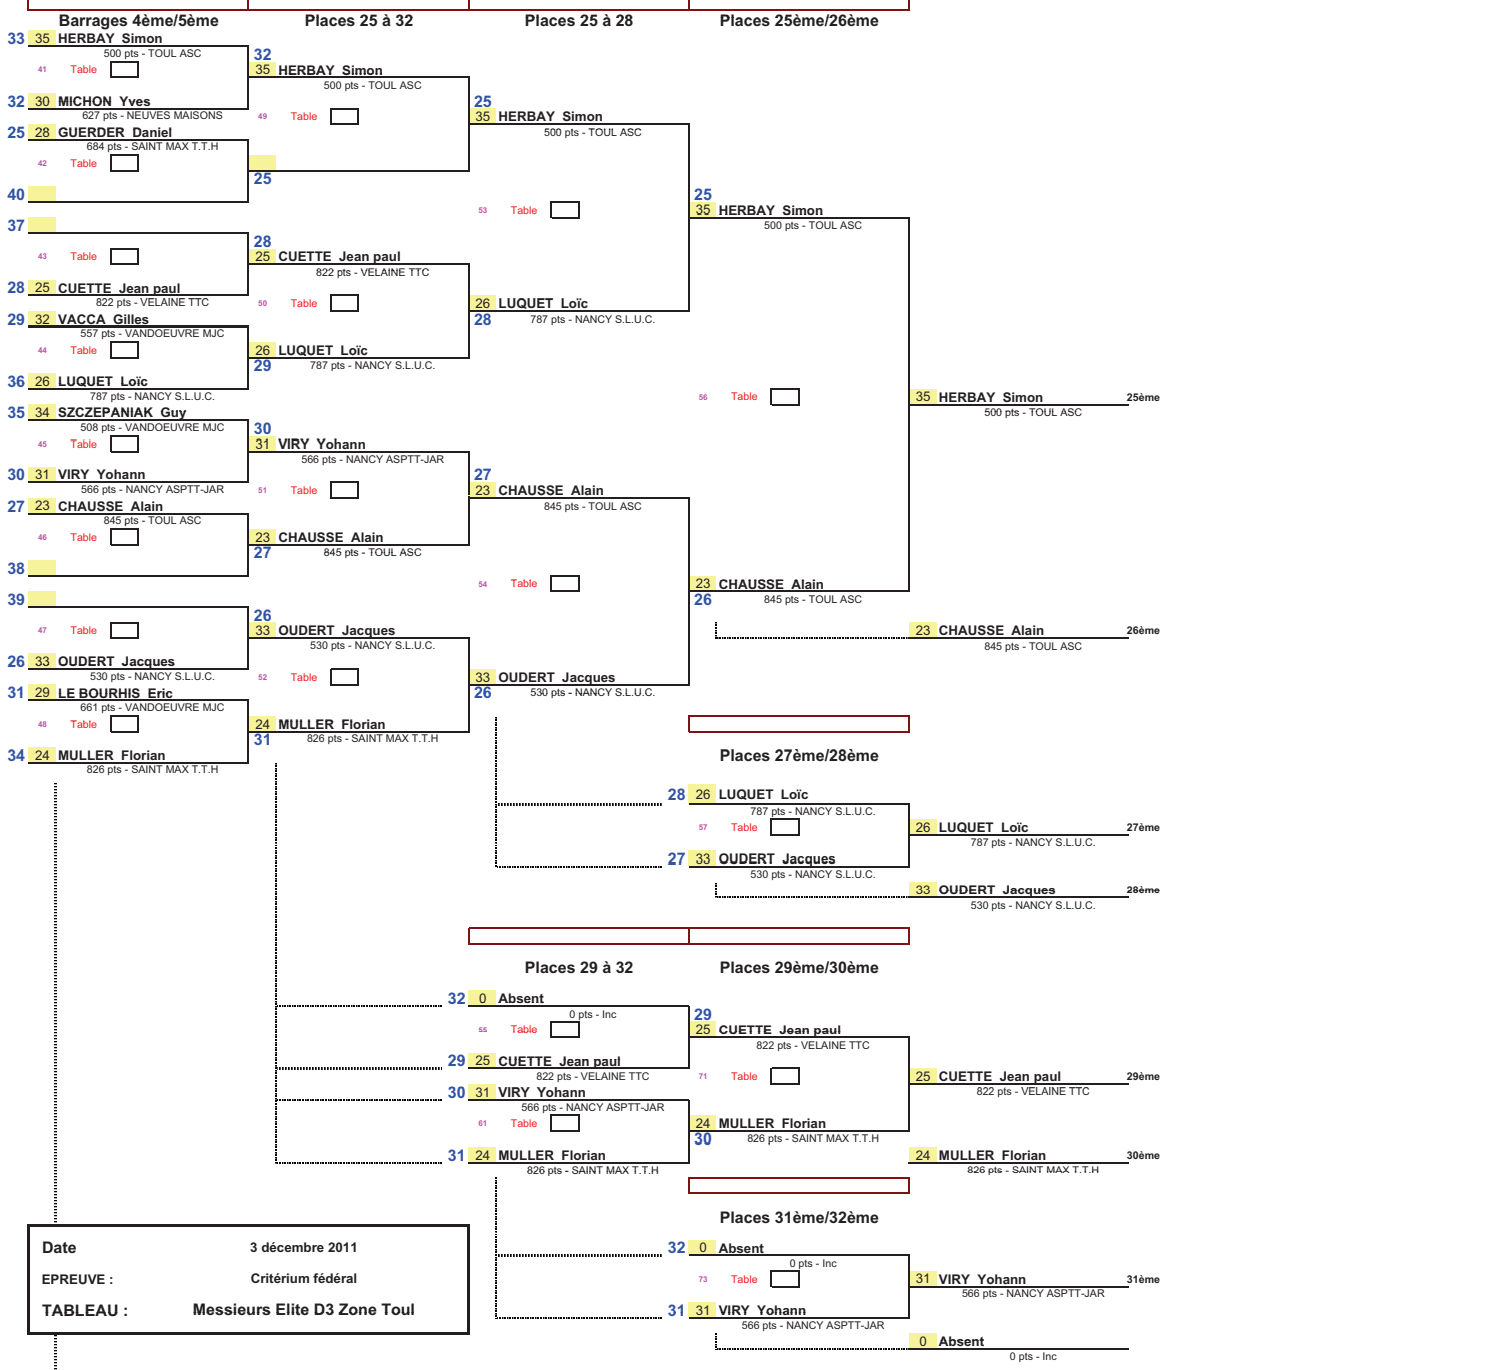 Barrages 4ème/5ème
Places 25 à 32
Places 25 à 28
Places 25ème/26ème
33 35 HERBAY Simon
500 pts - TOUL ASC
41 Table
32 30 MICHON Yves
627 pts - NEUVES MAISONS
25 28 GUERDER Daniel
684 pts - SAINT MAX T.T.H
42 Table
40
37
43 Table
28 25 CUETTE Jean paul
822 pts - VELAINE TTC
29 32 VACCA Gilles
557 pts - VANDOEUVRE MJC
44 Table
36 26 LUQUET Loïc
787 pts - NANCY S.L.U.C.
35 34 SZCZEPANIAK Guy
508 pts - VANDOEUVRE MJC
45 Table
30 31 VIRY Yohann
566 pts - NANCY ASPTT-JAR
27 23 CHAUSSE Alain
845 pts - TOUL ASC
46 Table
38
39
47 Table
26 33 OUDERT Jacques
530 pts - NANCY S.L.U.C.
31 29 LE BOURHIS Eric
661 pts - VANDOEUVRE MJC
48 Table
34 24 MULLER Florian
826 pts - SAINT MAX T.T.H
32
35 HERBAY Simon
500 pts - TOUL ASC
49 Table
25
28
25 CUETTE Jean paul
822 pts - VELAINE TTC
50 Table
26 LUQUET Loïc
29 787 pts - NANCY S.L.U.C.
30
31 VIRY Yohann
566 pts - NANCY ASPTT-JAR
51 Table
23 CHAUSSE Alain
27 845 pts - TOUL ASC
26
33 OUDERT Jacques
530 pts - NANCY S.L.U.C.
52 Table
24 MULLER Florian
31 826 pts - SAINT MAX T.T.H
25
35 HERBAY Simon
500 pts - TOUL ASC
53 Table
26 LUQUET Loïc
28 787 pts - NANCY S.L.U.C.
27
23 CHAUSSE Alain
845 pts - TOUL ASC
54 Table
33 OUDERT Jacques
26 530 pts - NANCY S.L.U.C.
25
35 HERBAY Simon
500 pts - TOUL ASC
56 Table
23 CHAUSSE Alain
26 845 pts - TOUL ASC
35 HERBAY Simon 25ème
500 pts - TOUL ASC
23 CHAUSSE Alain 26ème
845 pts - TOUL ASC
Places 27ème/28ème
28 26 LUQUET Loïc
787 pts - NANCY S.L.U.C.
57 Table
27 33 OUDERT Jacques
530 pts - NANCY S.L.U.C.
26 LUQUET Loïc 27ème
787 pts - NANCY S.L.U.C.
33 OUDERT Jacques 28ème
530 pts - NANCY S.L.U.C.
Places 29 à 32
Places 29ème/30ème
32 0 Absent
0 pts - Inc
55 Table
29 25 CUETTE Jean paul
822 pts - VELAINE TTC
30 31 VIRY Yohann
566 pts - NANCY ASPTT-JAR
61 Table
31 24 MULLER Florian
826 pts - SAINT MAX T.T.H
29
25 CUETTE Jean paul
822 pts - VELAINE TTC
71 Table
24 MULLER Florian
30 826 pts - SAINT MAX T.T.H
25 CUETTE Jean paul 29ème
822 pts - VELAINE TTC
24 MULLER Florian 30ème
826 pts - SAINT MAX T.T.H
Places 31ème/32ème
32 0 Absent
0 pts - Inc
73 Table
31 31 VIRY Yohann
566 pts - NANCY ASPTT-JAR
31 VIRY Yohann 31ème
566 pts - NANCY ASPTT-JAR
0 Absent
0 pts - Inc
Date 3 décembre 2011
EPREUVE : Critérium fédéral
TABLEAU : Messieurs Elite D3 Zone Toul